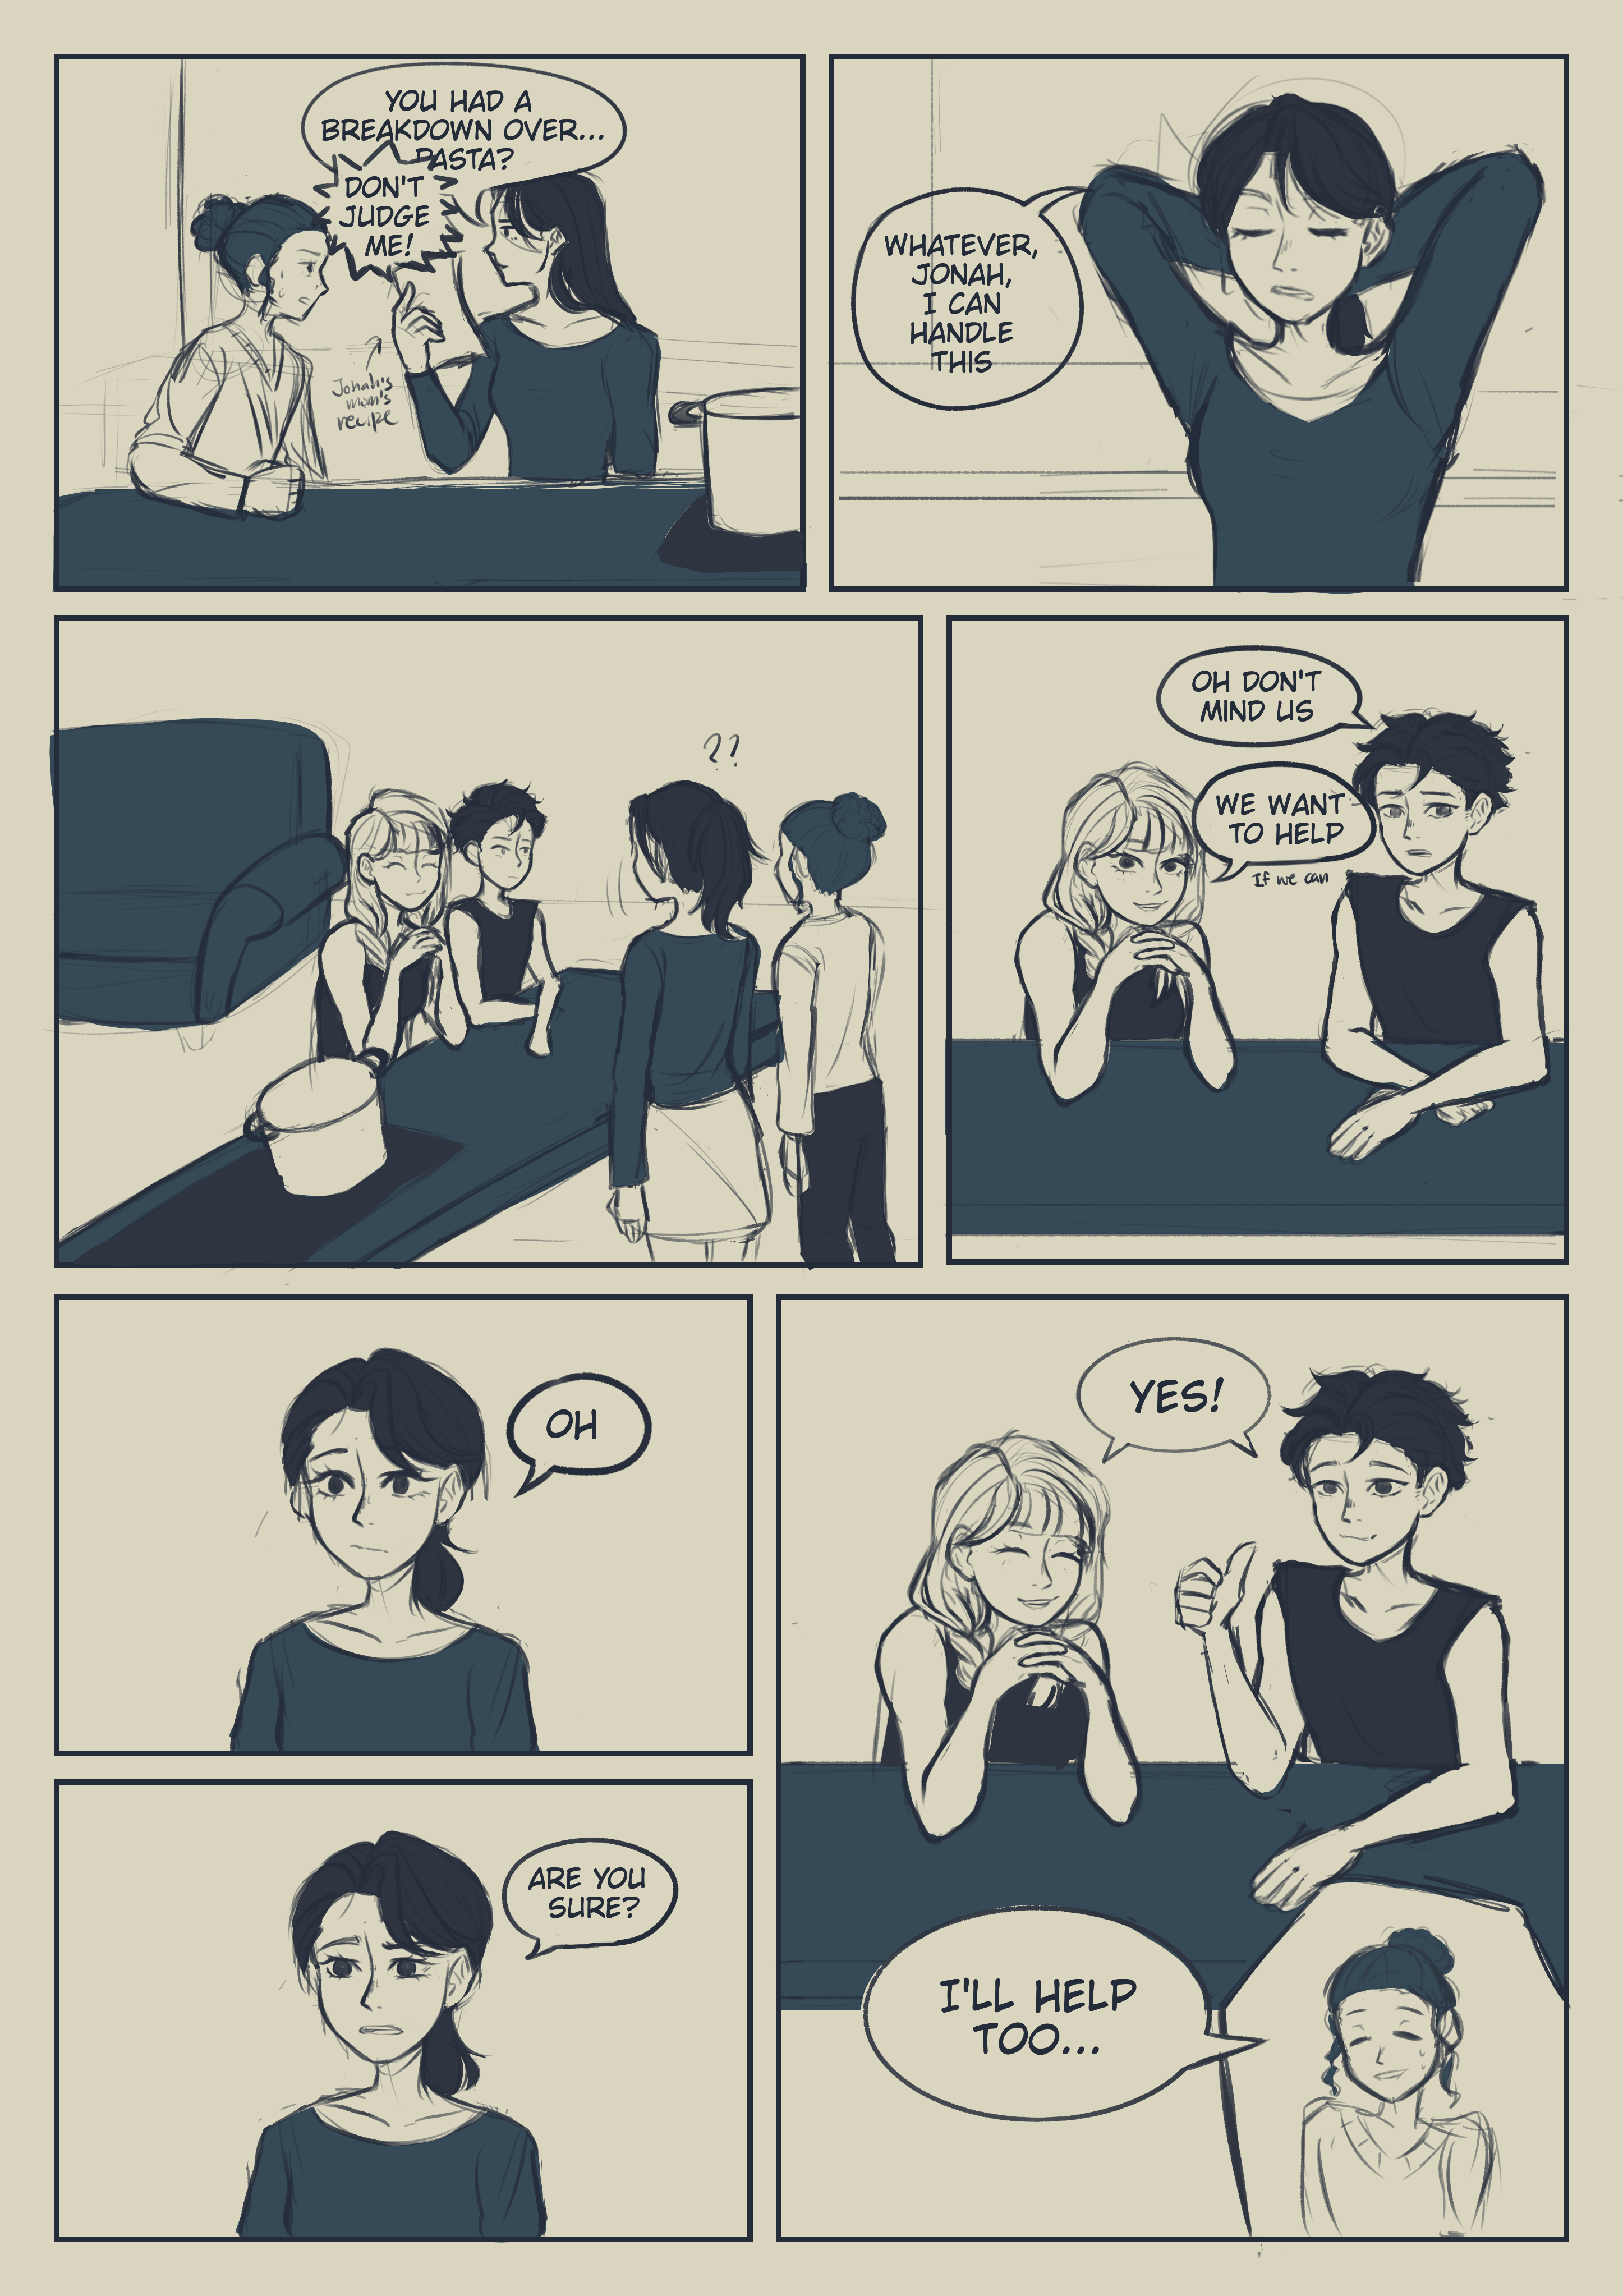 YOU HAD A
BREAKDOWN OVER...
PASTA?
DON'T
JUDGE
ME!
Jonah's
mom's
recipe
WHATEVER,
JONAH,
I CAN
HANDLE
THIS
??
OH DON'T
MIND US
WE WANT
TO HELP
If we can
OH
ARE YOU
SURE?
YES!
I'LL HELP
TOO...